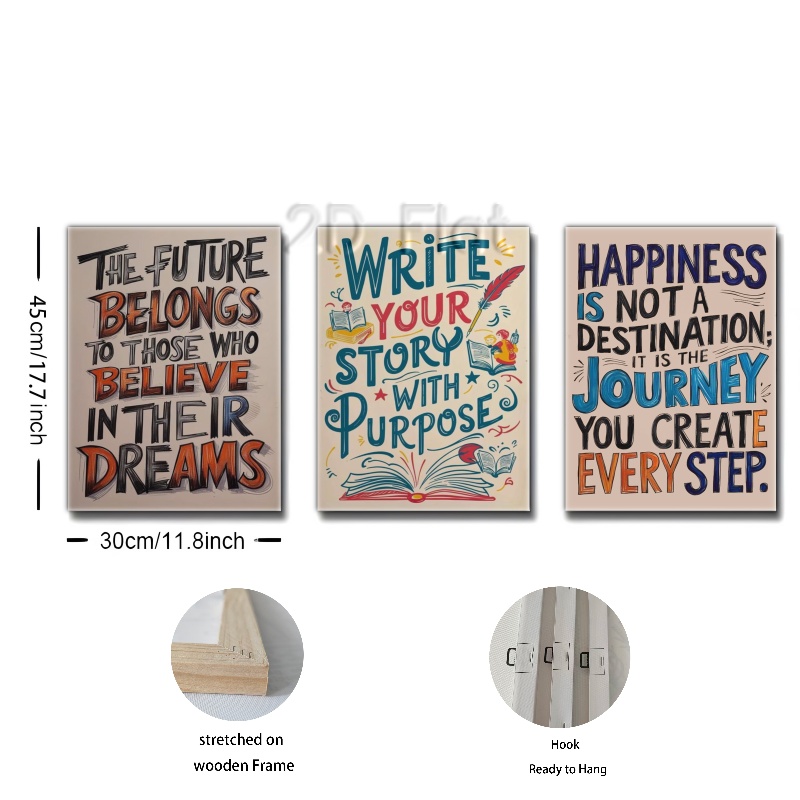 2D Flat
THE FUTURE
BELONGS
TO THOSE WHO
BELIEVE
IN THEIR
DREAMS
WRITE
YOUR
STORY
WITH
PURPOSE
HAPPINESS
IS NOT A
DESTINATION;
IT IS THE
JOURNEY
YOU CREATE
EVERY STEP.
45cm/17.7inch
30cm/11.8inch
stretched on
wooden Frame
Hook
Ready to Hang